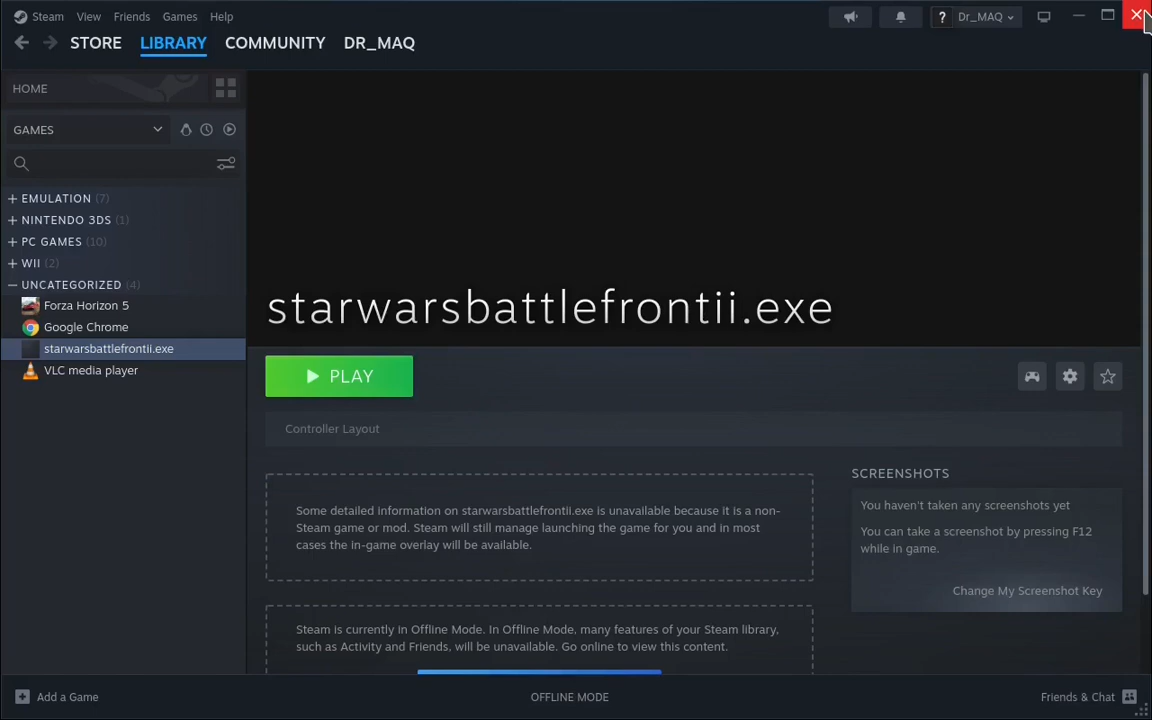 Steam View Friends Games Help
? Dr_MAQ
STORE LIBRARY COMMUNITY DR_MAQ
HOME
GAMES
EMULATION (7)
NINTENDO 3DS (1)
PC GAMES (10)
WII (2)
UNCATEGORIZED (4)
Forza Horizon 5
Google Chrome
starwarsbattlefrontii.exe
VLC media player
starwarsbattlefrontii.exe
PLAY
Controller Layout
Some detailed information on starwarsbattlefrontii.exe is unavailable because it is a non-
Steam game or mod. Steam will still manage launching the game for you and in most
cases the in-game overlay will be available.
Steam is currently in Offline Mode. In Offline Mode, many features of your Steam library,
such as Activity and Friends, will be unavailable. Go online to view this content.
SCREENSHOTS
You haven't taken any screenshots yet
You can take a screenshot by pressing F12
while in game.
Change My Screenshot Key
Add a Game
OFFLINE MODE
Friends & Chat